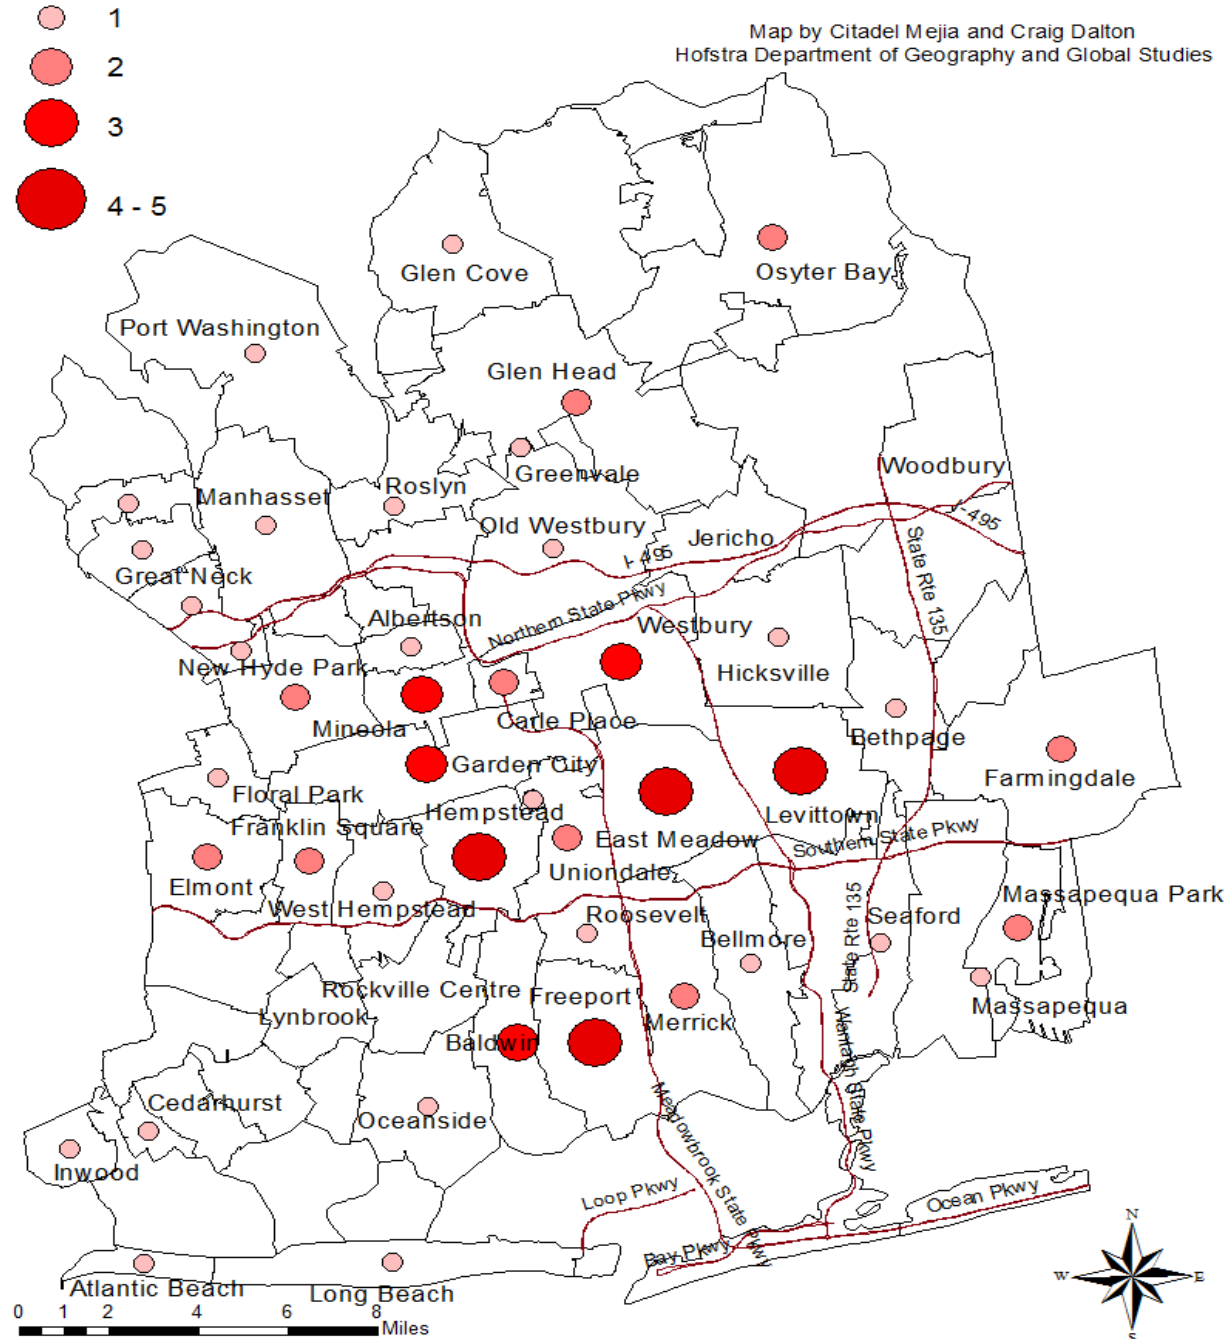 1
2
3
4 - 5
Map by Citadel Mejia and Craig Dalton
Hofstra Department of Geography and Global Studies
Glen Cove
Osyter Bay
Port Washington
Glen Head
Greenvale
Woodbury
Manhasset
Roslyn
Old Westbury
Jericho
I-495
I-495
State Rte 135
Great Neck
Albertson
Northern State Pkwy
Westbury
New Hyde Park
Hicksville
Mineola
Carle Place
Bethpage
Garden City
Farmingdale
Floral Park
Hempstead
Levittown
Franklin Square
East Meadow
Southern State Pkwy
Elmont
Uniondale
West Hempstead
Massapequa Park
Roosevelt
Seaford
Bellmore
State Rte 135
Rockville Centre
Freeport
Massapequa
Lynbrook
Merrick
Baldwin
Wantagh State Pkwy
Cedarhurst
Oceanside
Meadowbrook State Pkwy
Inwood
Loop Pkwy
Ocean Pkwy
Bay Pkwy
Atlantic Beach
Long Beach
N
W
E
S
0 1 2 4 6 8
Miles